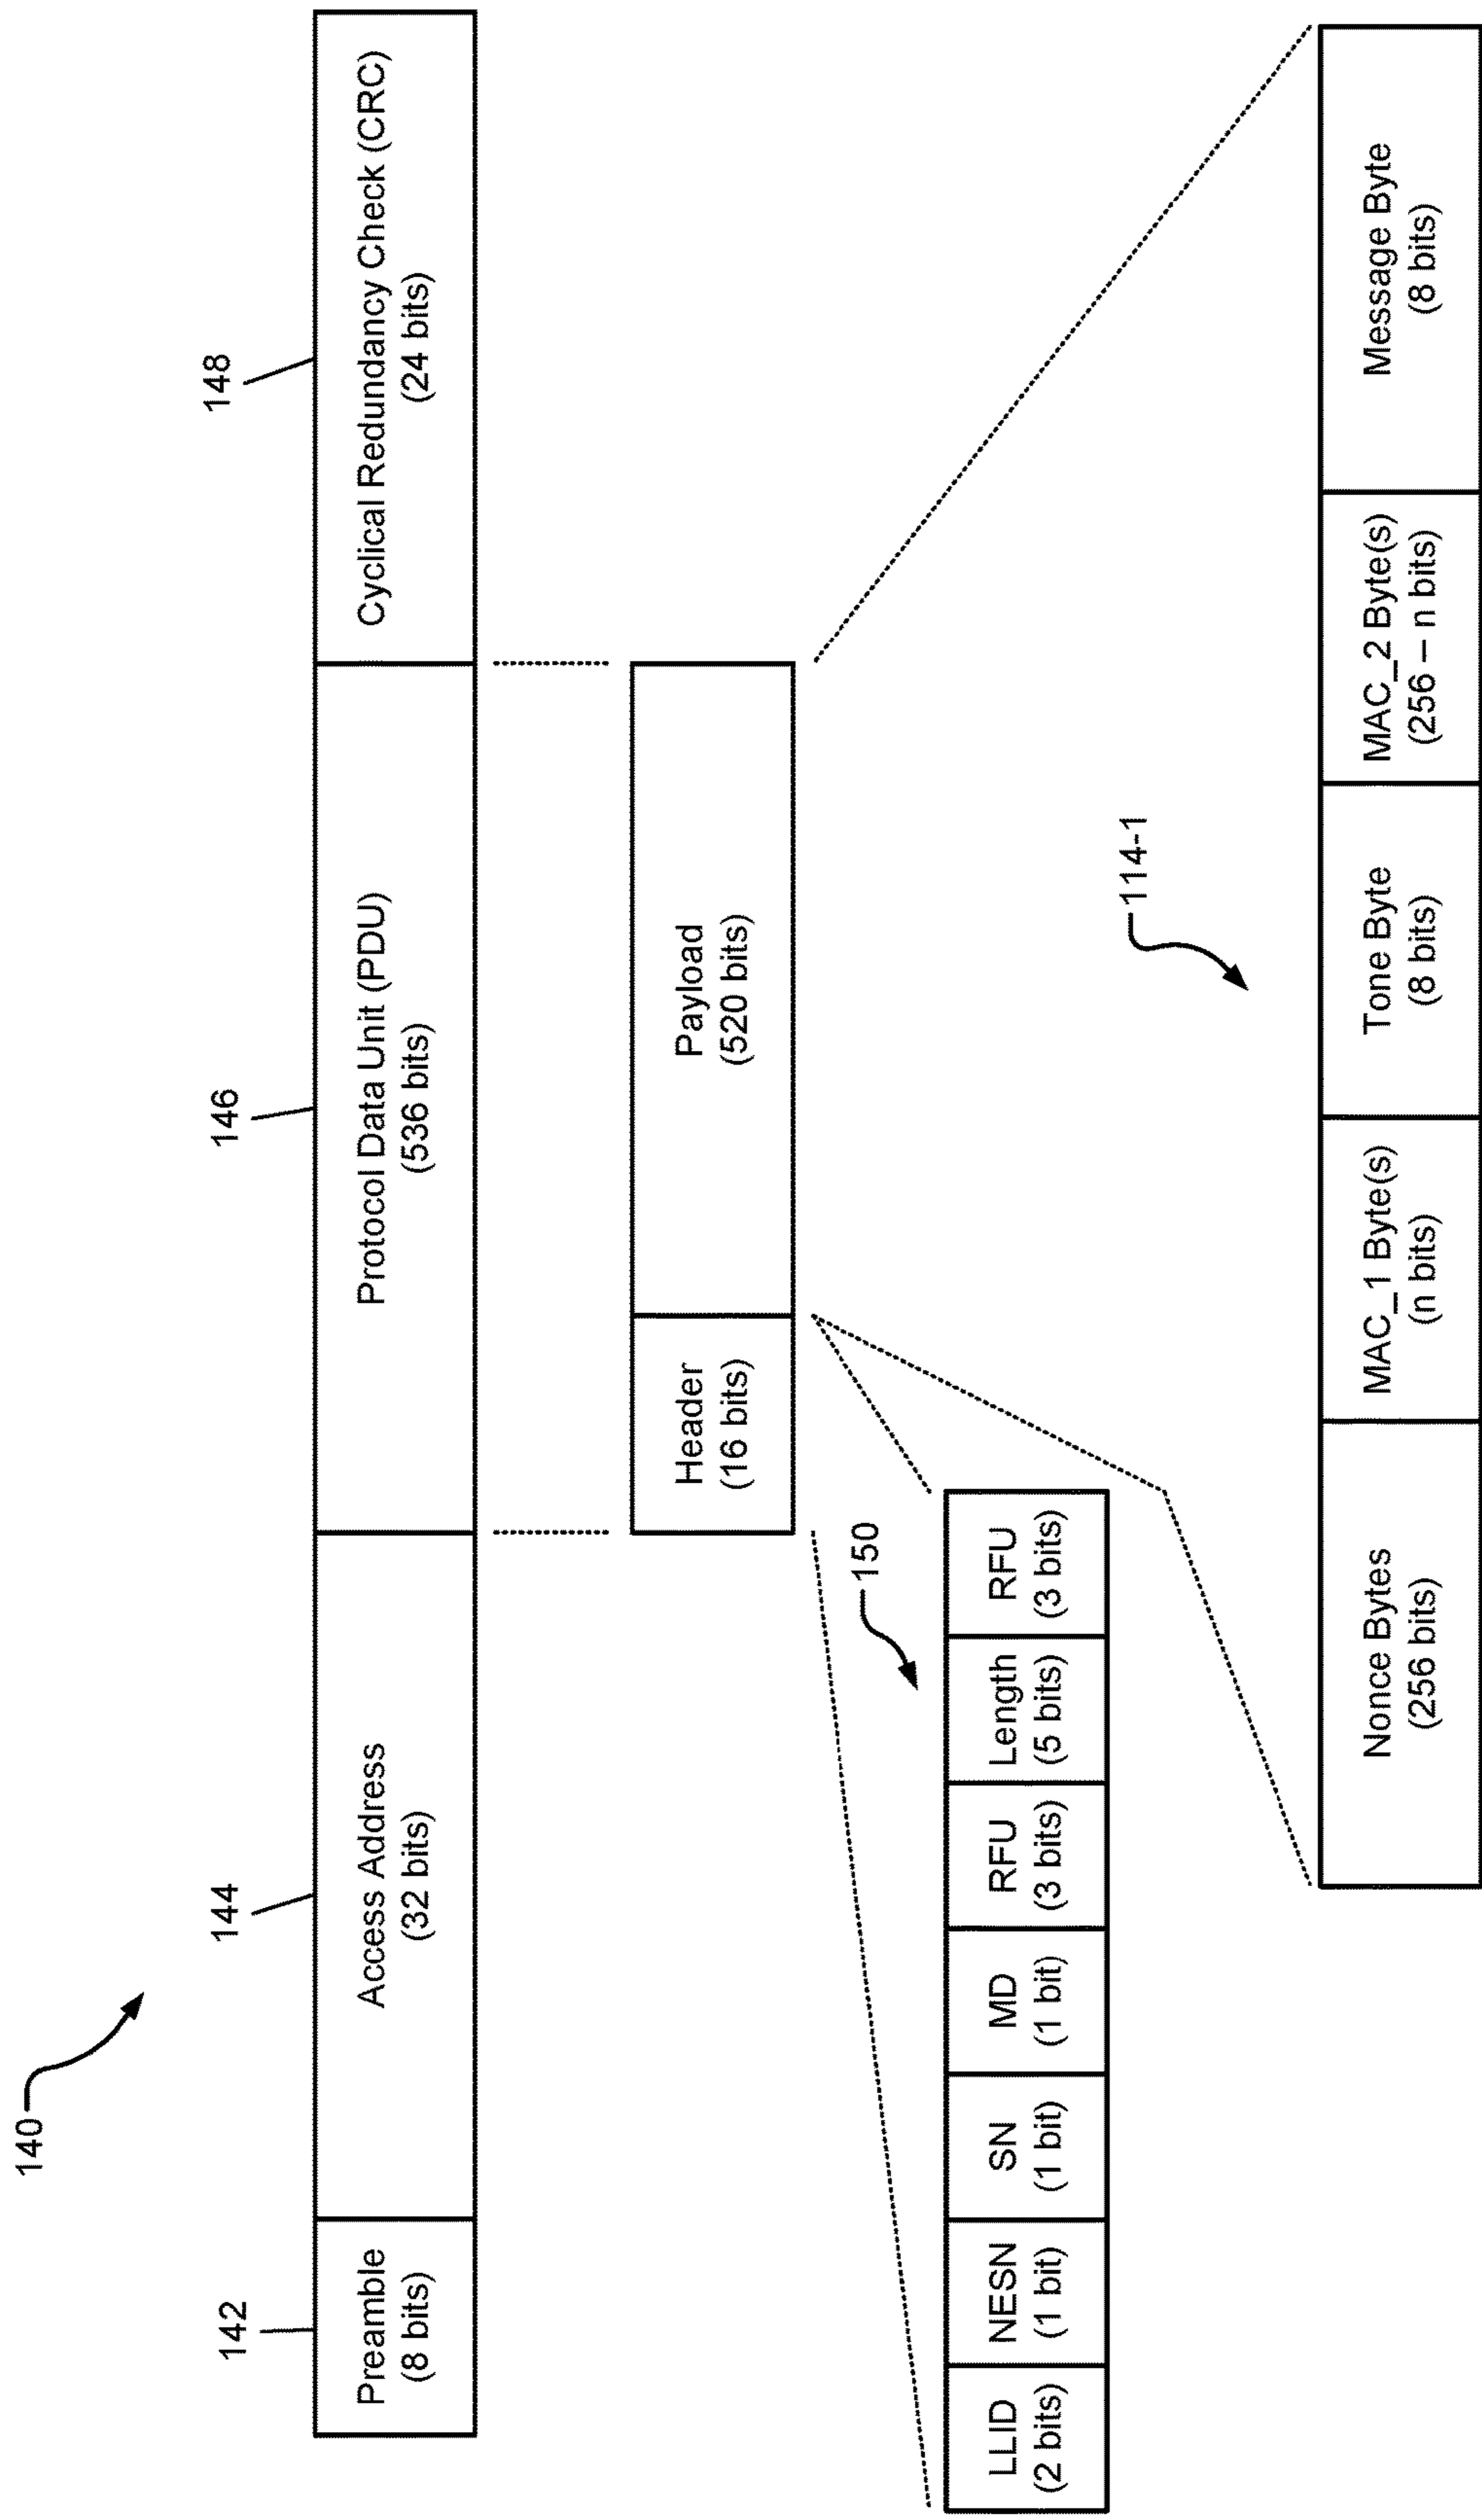 140
142
144
146
148
Preamble
(8 bits)
Access Address
(32 bits)
Protocol Data Unit (PDU)
(536 bits)
Cyclical Redundancy Check (CRC)
(24 bits)
Header
(16 bits)
Payload
(520 bits)
150
LLID
(2 bits)
NESN
(1 bit)
SN
(1 bit)
MD
(1 bit)
RFU
(3 bits)
Length
(5 bits)
RFU
(3 bits)
114-1
Nonce Bytes
(256 bits)
MAC_1 Byte(s)
(n bits)
Tone Byte
(8 bits)
MAC_2 Byte(s)
(256 – n bits)
Message Byte
(8 bits)